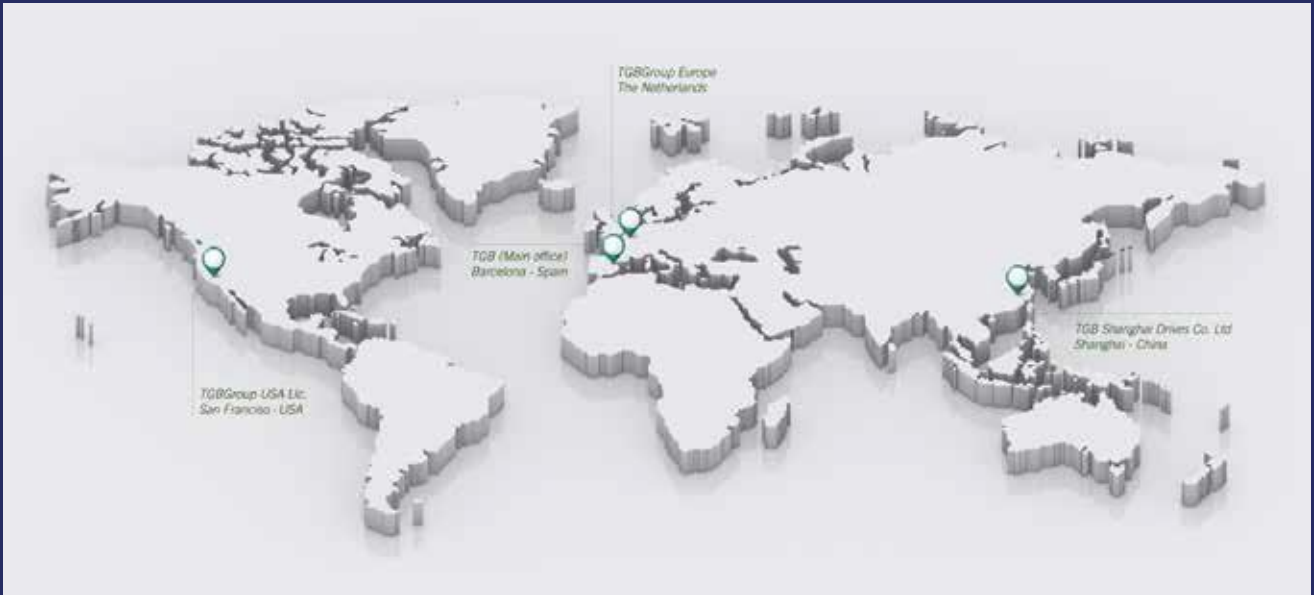 TGBGroup Europe
The Netherlands
TGB (Main office)
Barcelona - Spain
TGB Shanghai Drives Co. Ltd
Shanghai - China
TGBGroup USA Llc.
San Franciso - USA